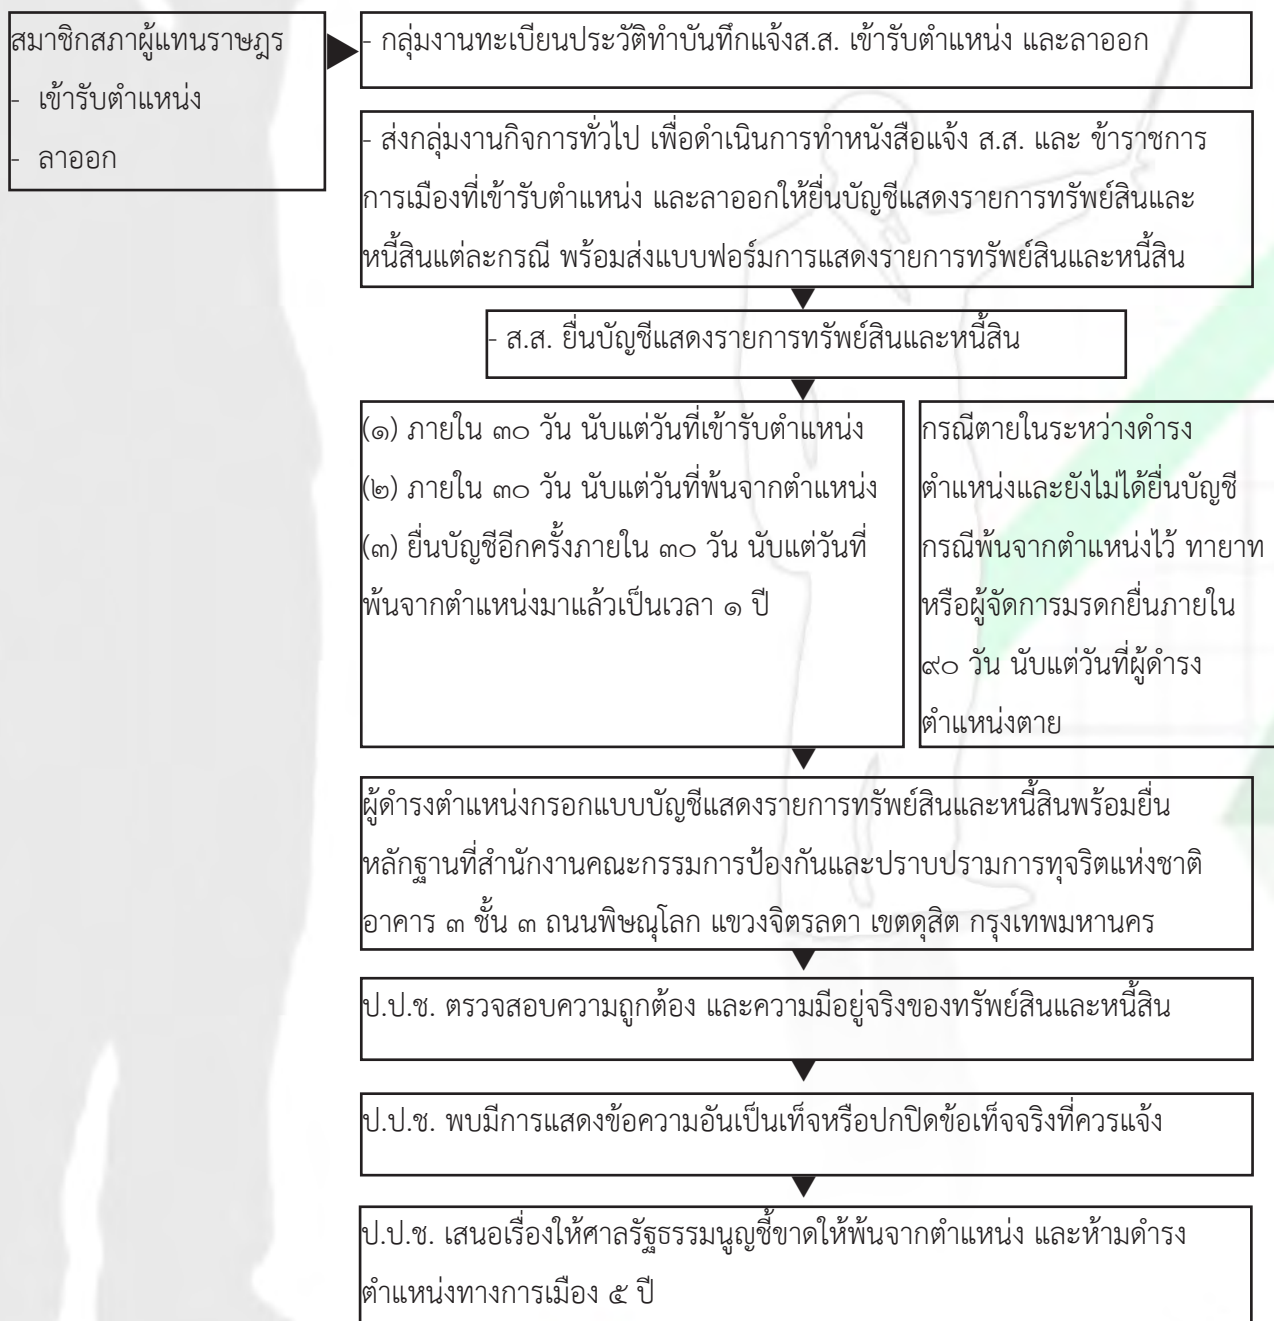 สมาชิกสภาผู้แทนราษฎร
- เข้ารับตำแหน่ง
- ลาออก
- กลุ่มงานทะเบียนประวัติทำบันทึกแจ้งส.ส. เข้ารับตำแหน่ง และลาออก
- ส่งกลุ่มงานกิจการทั่วไป เพื่อดำเนินการทำหนังสือแจ้ง ส.ส. และ ข้าราชการ
การเมืองที่เข้ารับตำแหน่ง และลาออกให้ยื่นบัญชีแสดงรายการทรัพย์สินและ
หนี้สินแต่ละกรณี พร้อมส่งแบบฟอร์มการแสดงรายการทรัพย์สินและหนี้สิน
- ส.ส. ยื่นบัญชีแสดงรายการทรัพย์สินและหนี้สิน
(๑) ภายใน ๓๐ วัน นับแต่วันที่เข้ารับตำแหน่ง
(๒) ภายใน ๓๐ วัน นับแต่วันที่พ้นจากตำแหน่ง
(๓) ยื่นบัญชีอีกครั้งภายใน ๓๐ วัน นับแต่วันที่
พ้นจากตำแหน่งมาแล้วเป็นเวลา ๑ ปี
กรณีตายในระหว่างดำรง
ตำแหน่งและยังไม่ได้ยื่นบัญชี
กรณีพ้นจากตำแหน่งไว้ ทายาท
หรือผู้จัดการมรดกยื่นภายใน
๙๐ วัน นับแต่วันที่ผู้ดำรง
ตำแหน่งตาย
ผู้ดำรงตำแหน่งกรอกแบบบัญชีแสดงรายการทรัพย์สินและหนี้สินพร้อมยื่น
หลักฐานที่สำนักงานคณะกรรมการป้องกันและปราบปรามการทุจริตแห่งชาติ
อาคาร ๓ ชั้น ๓ ถนนพิษณุโลก แขวงจิตรลดา เขตดุสิต กรุงเทพมหานคร
ป.ป.ช. ตรวจสอบความถูกต้อง และความมีอยู่จริงของทรัพย์สินและหนี้สิน
ป.ป.ช. พบมีการแสดงข้อความอันเป็นเท็จหรือปกปิดข้อเท็จจริงที่ควรแจ้ง
ป.ป.ช. เสนอเรื่องให้ศาลรัฐธรรมนูญชี้ขาดให้พ้นจากตำแหน่ง และห้ามดำรง
ตำแหน่งทางการเมือง ๕ ปี